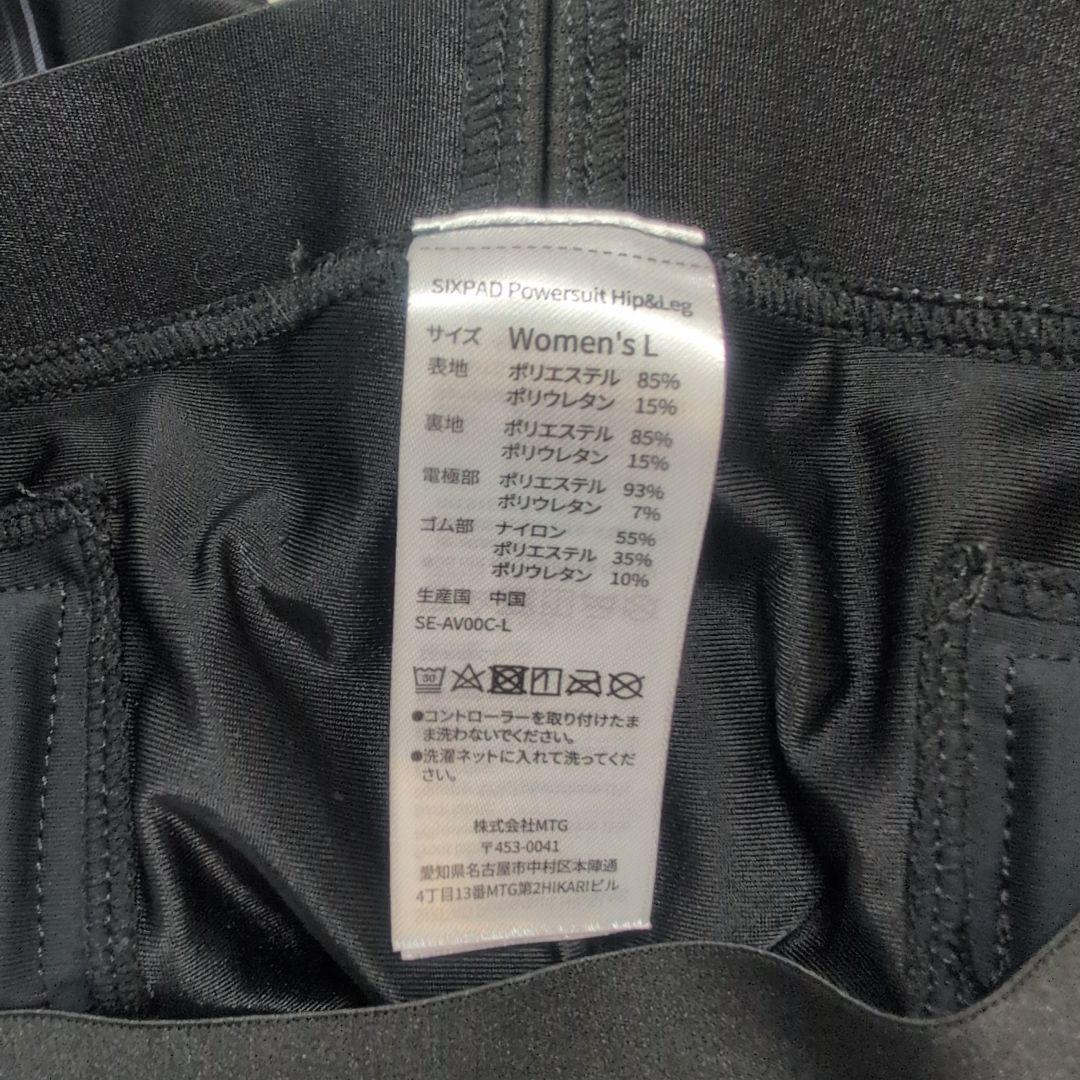 SIXPAD Powersuit Hip&Leg
サイズ Women's L
表地 ポリエステル 85%
ポリウレタン 15%
裏地 ポリエステル 85%
ポリウレタン 15%
電極部 ポリエステル 93%
ポリウレタン 7%
ゴム部 ナイロン 55%
ポリエステル 35%
ポリウレタン 10%
生産国 中国
SE-AV00C-L
30
●コントローラーを取り付けたま
ま洗わないでください。
●洗濯ネットに入れて洗ってくだ
さい。
株式会社MTG
〒453-0041
愛知県名古屋市中村区本陣通
4丁目13番MTG第2HIKARIビル